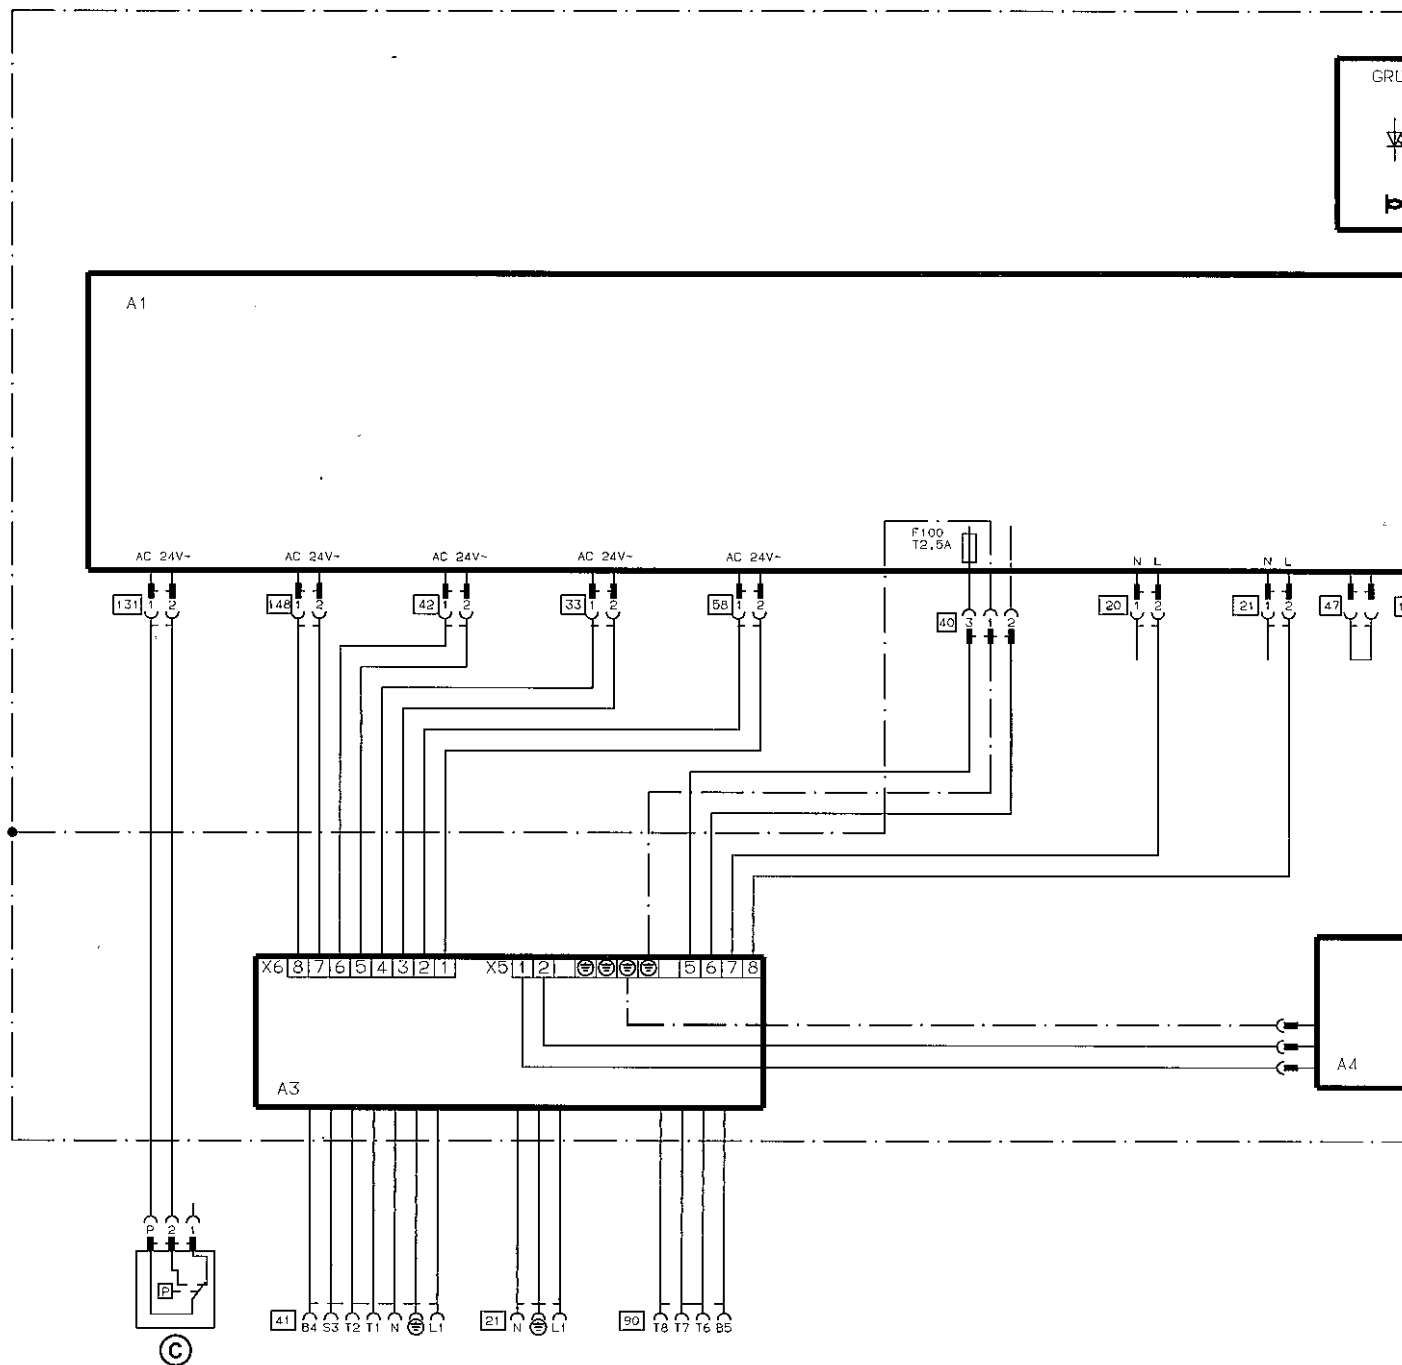 GRU
A1
F100
T2,5A
AC 24V~ AC 24V~ AC 24V~ AC 24V~ AC 24V~
N L N L
131 1 2 148 1 2 42 1 2 33 1 2 58 1 2 40 3 1 2 20 1 2 21 1 2 47
X6 8 7 6 5 4 3 2 1 X5 1 2 5 6 7 8
A3
A4
P 2 1
P
41 B4 S3 T2 T1 N L1 21 N L1 90 T8 T7 T6 B5
C